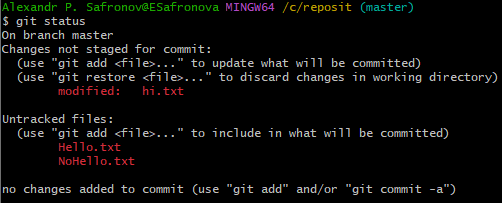 Alexandr P. Safronov@ESafronova MINGW64 /c/reposit (master)
$ git status
On branch master
Changes not staged for commit:
  (use "git add <file>..." to update what will be committed)
  (use "git restore <file>..." to discard changes in working directory)
        modified:   hi.txt

Untracked files:
  (use "git add <file>..." to include in what will be committed)
        Hello.txt
        NoHello.txt

no changes added to commit (use "git add" and/or "git commit -a")